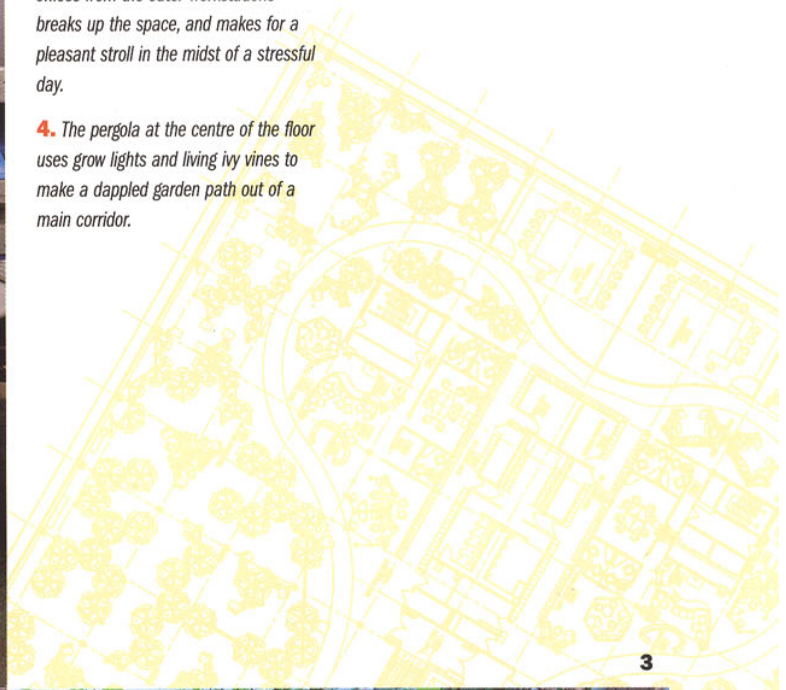 breaks up the space, and makes for a
pleasant stroll in the midst of a stressful
day.
4. The pergola at the centre of the floor
uses grow lights and living ivy vines to
make a dappled garden path out of a
main corridor.
3